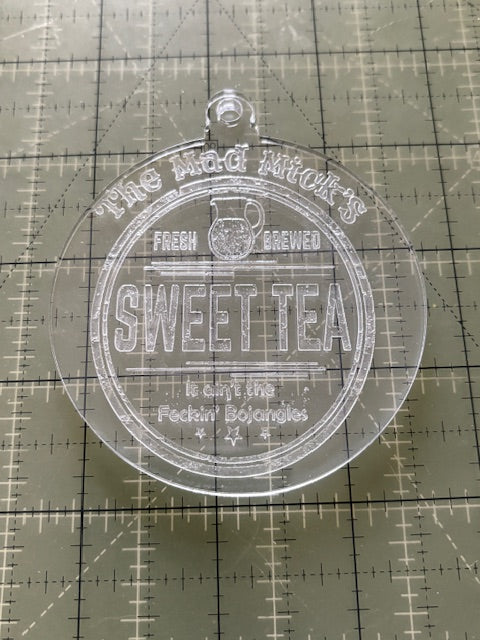 The Mad Mick's
FRESH BREWED
SWEET TEA
It ain't the
Feckin' Bojangles